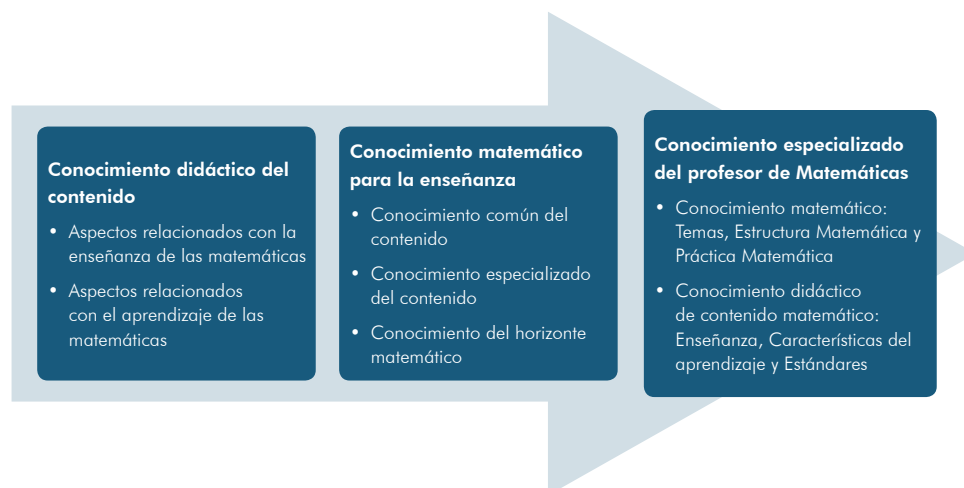 Conocimiento didáctico del
contenido
• Aspectos relacionados con la
enseñanza de las matemáticas
• Aspectos relacionados
con el aprendizaje de las
matemáticas
Conocimiento matemático
para la enseñanza
• Conocimiento común del
contenido
• Conocimiento especializado
del contenido
• Conocimiento del horizonte
matemático
Conocimiento especializado
del profesor de Matemáticas
• Conocimiento matemático:
Temas, Estructura Matemática y
Práctica Matemática
• Conocimiento didáctico
de contenido matemático:
Enseñanza, Características del
aprendizaje y Estándares